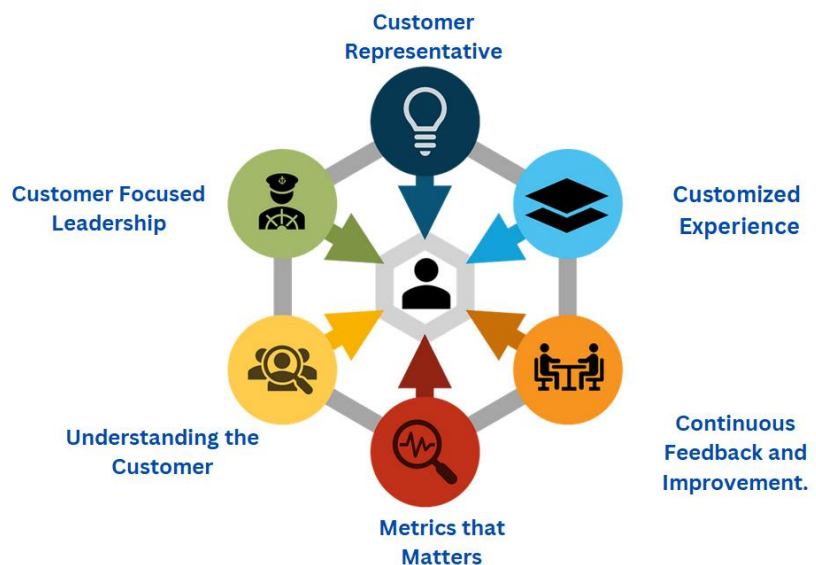 Customer
Representative
Customer Focused
Leadership
Customized
Experience
Understanding the
Customer
Continuous
Feedback and
Improvement.
Metrics that
Matters